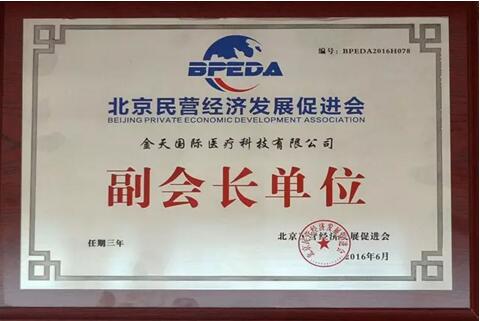 编号：BPEDA2016H078
BPEDA
北京民营经济发展促进会
BEIJING PRIVATE ECONOMIC DEVELOPMENT ASSOCIATION
金天国际医疗科技有限公司
副会长单位
任期三年
北京民营经济发展促进会
2016年6月